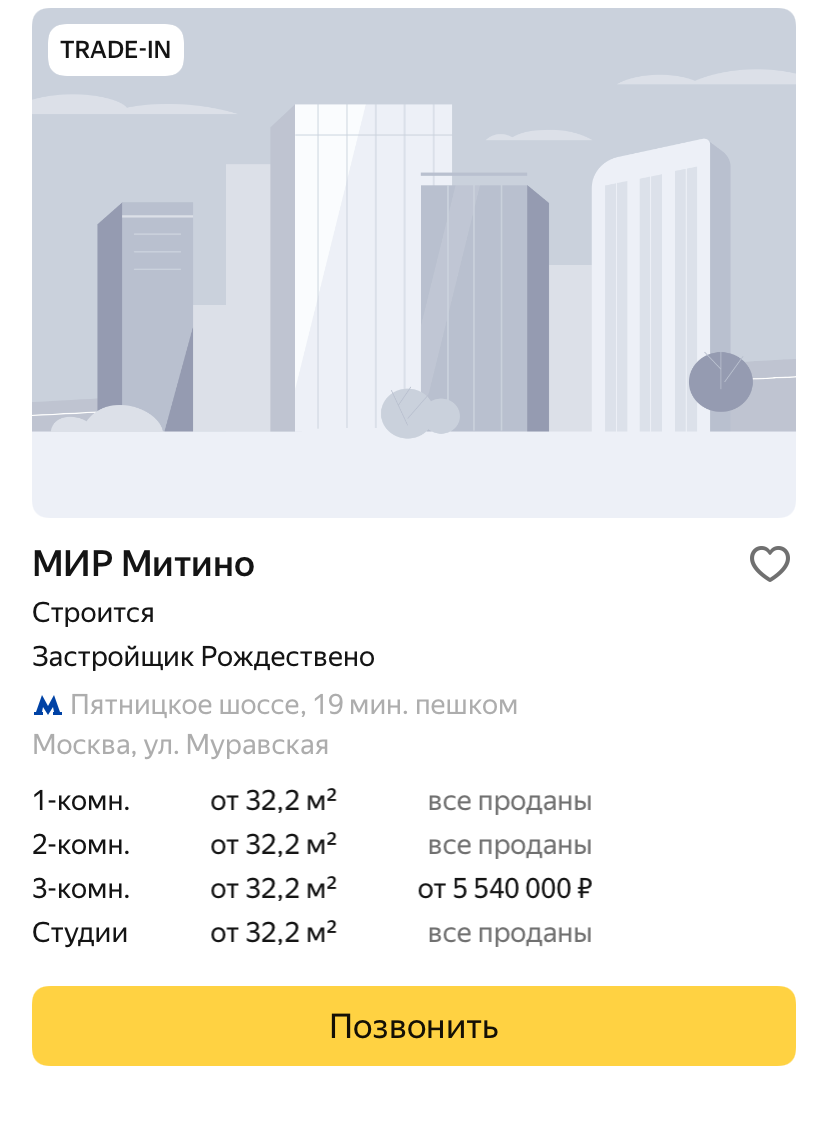 TRADE-IN
МИР Митино
Строится
Застройщик Рождествено
Пятницкое шоссе, 19 мин. пешком
Москва, ул. Муравская
1-комн. от 32,2 м² все проданы
2-комн. от 32,2 м² все проданы
3-комн. от 32,2 м² от 5 540 000 ₽
Студии от 32,2 м² все проданы
Позвонить